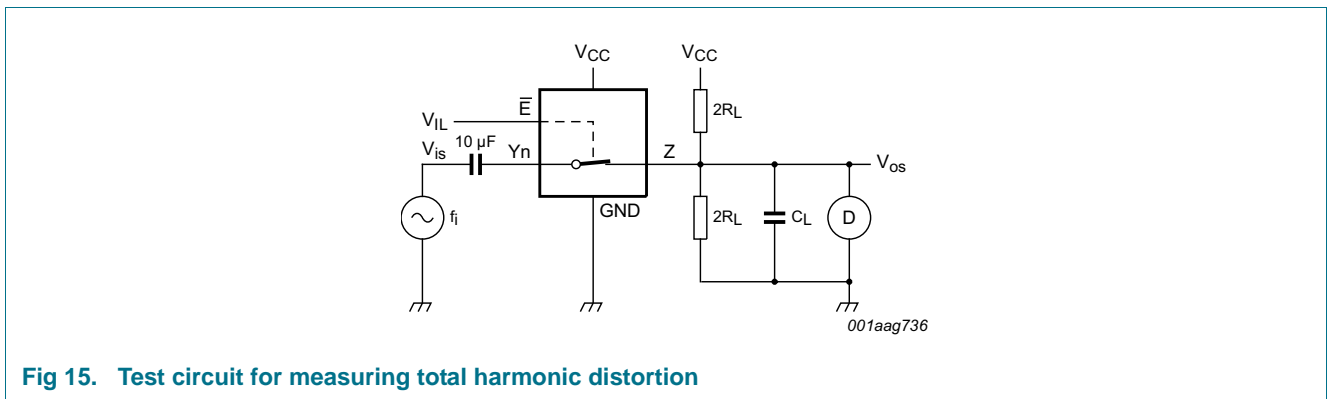 VCC VCC
E̅ 2RL
VIL
Vis 10 µF Yn Z Vos
GND
fi 2RL CL D
001aag736
Fig 15. Test circuit for measuring total harmonic distortion